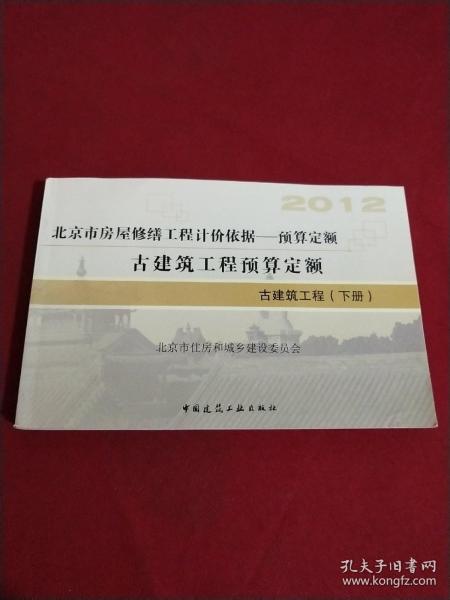 2012
北京市房屋修缮工程计价依据——预算定额
古建筑工程预算定额
古建筑工程(下册)
北京市住房和城乡建设委员会
中国建筑工业出版社
孔夫子旧书网
www.kongfz.com